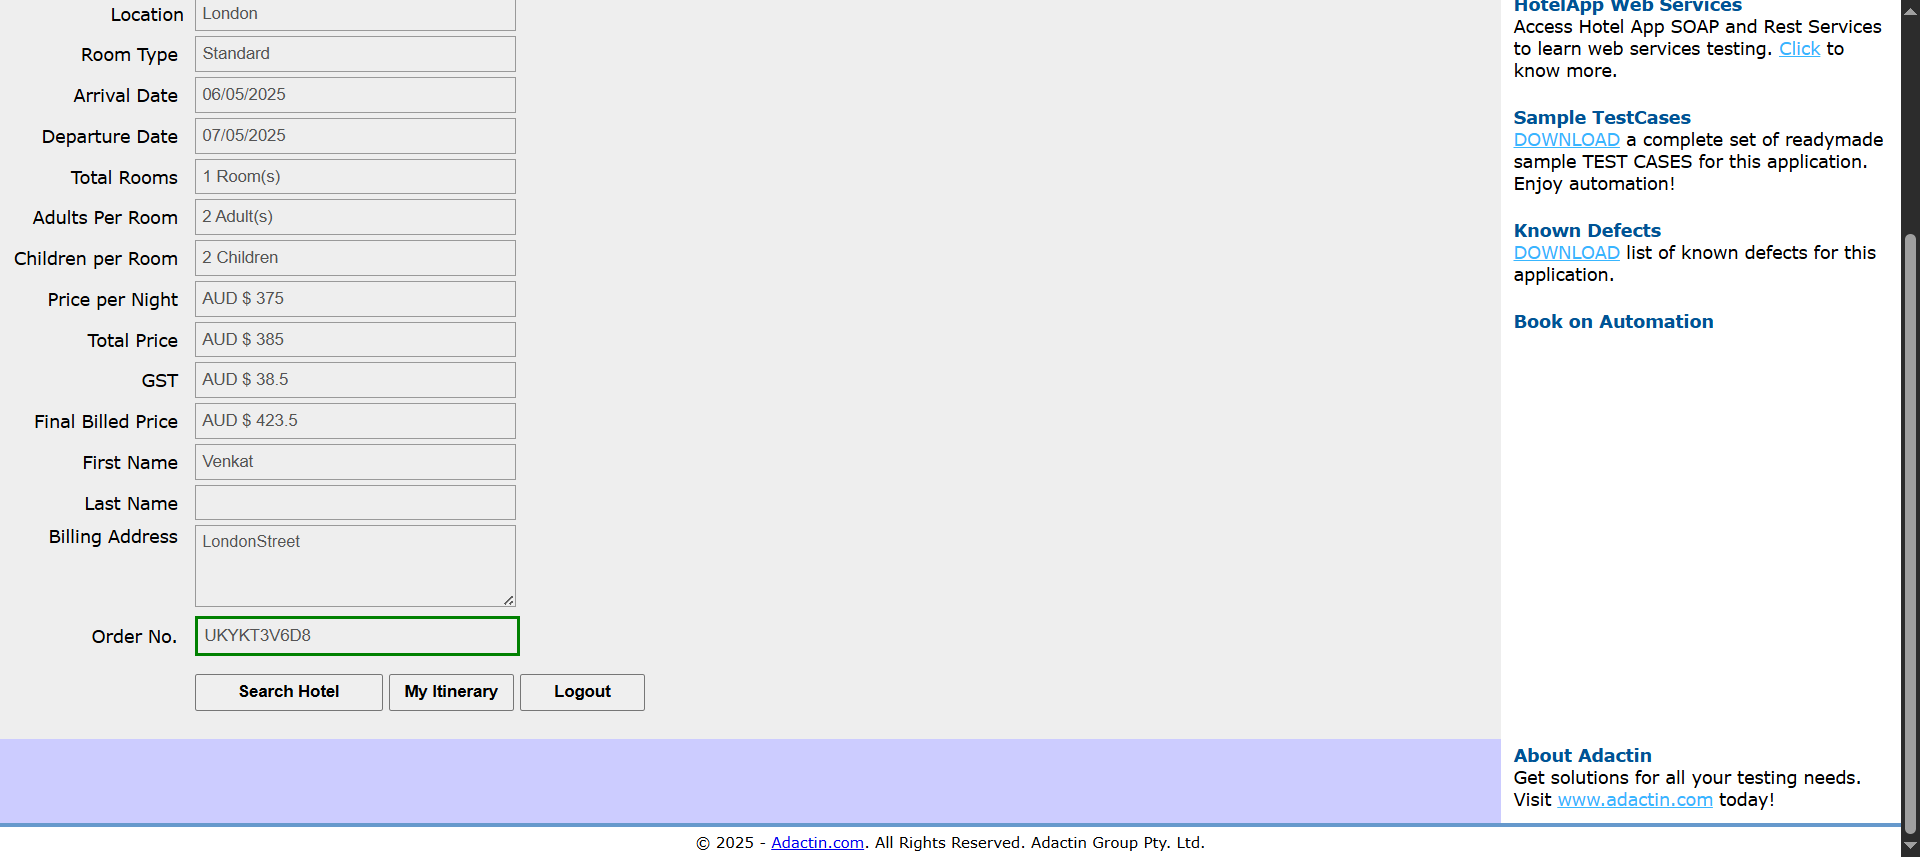 Location London
Room Type Standard
Arrival Date 06/05/2025
Departure Date 07/05/2025
Total Rooms 1 Room(s)
Adults Per Room 2 Adult(s)
Children per Room 2 Children
Price per Night AUD $ 375
Total Price AUD $ 385
GST AUD $ 38.5
Final Billed Price AUD $ 423.5
First Name Venkat
Last Name
Billing Address LondonStreet
Order No. UKYKT3V6D8
Search Hotel My Itinerary Logout
HotelApp Web Services
Access Hotel App SOAP and Rest Services
to learn web services testing. Click to
know more.
Sample TestCases
DOWNLOAD a complete set of readymade
sample TEST CASES for this application.
Enjoy automation!
Known Defects
DOWNLOAD list of known defects for this
application.
Book on Automation
About Adactin
Get solutions for all your testing needs.
Visit www.adactin.com today!
© 2025 - Adactin.com. All Rights Reserved. Adactin Group Pty. Ltd.